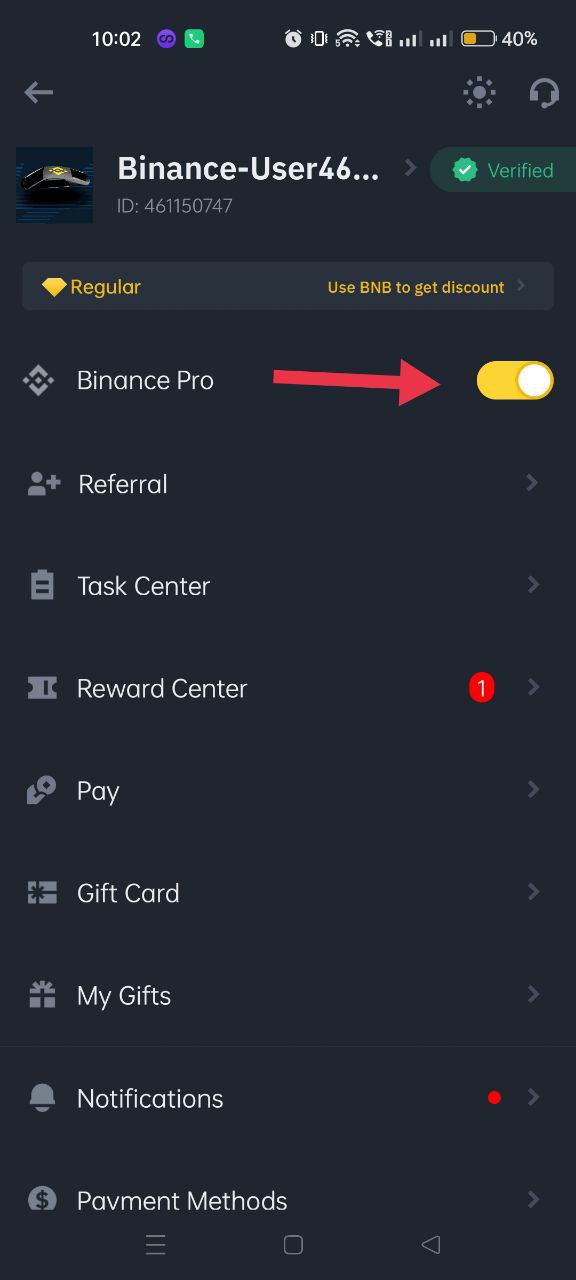 10:02
40%
Binance-User46...
Verified
ID: 461150747
Regular
Use BNB to get discount
Binance Pro
Referral
Task Center
Reward Center
1
Pay
Gift Card
My Gifts
Notifications
Payment Methods